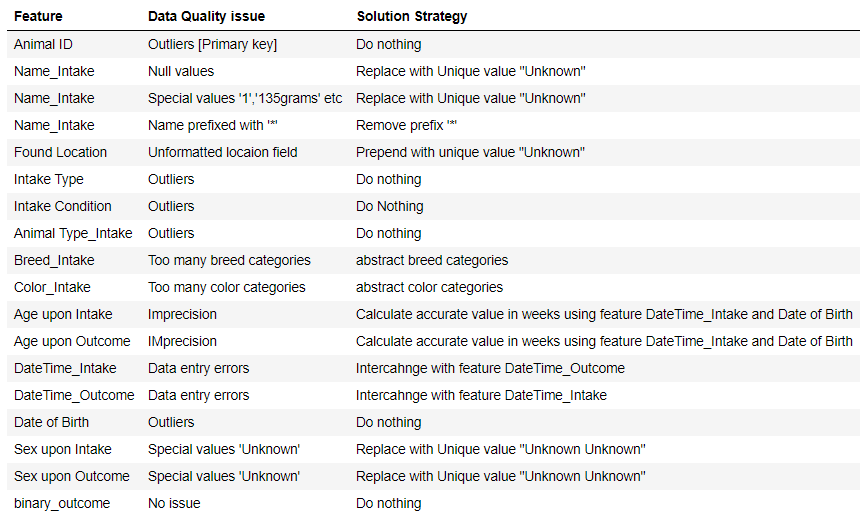 Feature Data Quality issue Solution Strategy
Animal ID Outliers [Primary key] Do nothing
Name_Intake Null values Replace with Unique value "Unknown"
Name_Intake Special values '1','135grams' etc Replace with Unique value "Unknown"
Name_Intake Name prefixed with '*' Remove prefix '*'
Found Location Unformatted locaion field Prepend with unique value "Unknown"
Intake Type Outliers Do nothing
Intake Condition Outliers Do Nothing
Animal Type_Intake Outliers Do nothing
Breed_Intake Too many breed categories abstract breed categories
Color_Intake Too many color categories abstract color categories
Age upon Intake Imprecision Calculate accurate value in weeks using feature DateTime_Intake and Date of Birth
Age upon Outcome IMprecision Calculate accurate value in weeks using feature DateTime_Intake and Date of Birth
DateTime_Intake Data entry errors Intercahnge with feature DateTime_Outcome
DateTime_Outcome Data entry errors Intercahnge with feature DateTime_Intake
Date of Birth Outliers Do nothing
Sex upon Intake Special values 'Unknown' Replace with Unique value "Unknown Unknown"
Sex upon Outcome Special values 'Unknown' Replace with Unique value "Unknown Unknown"
binary_outcome No issue Do nothing